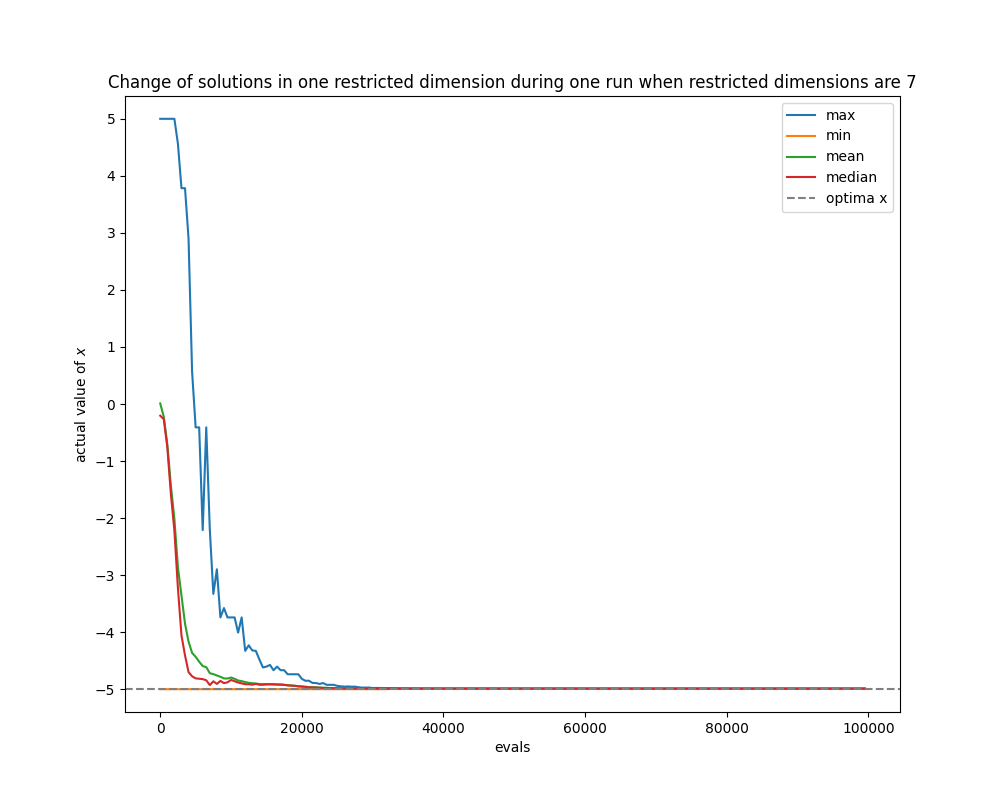 Change of solutions in one restricted dimension during one run when restricted dimensions are 7
max
min
mean
median
optima x
5
4
3
2
1
0
−1
−2
−3
−4
−5
actual value of x
0
20000
40000
60000
80000
100000
evals